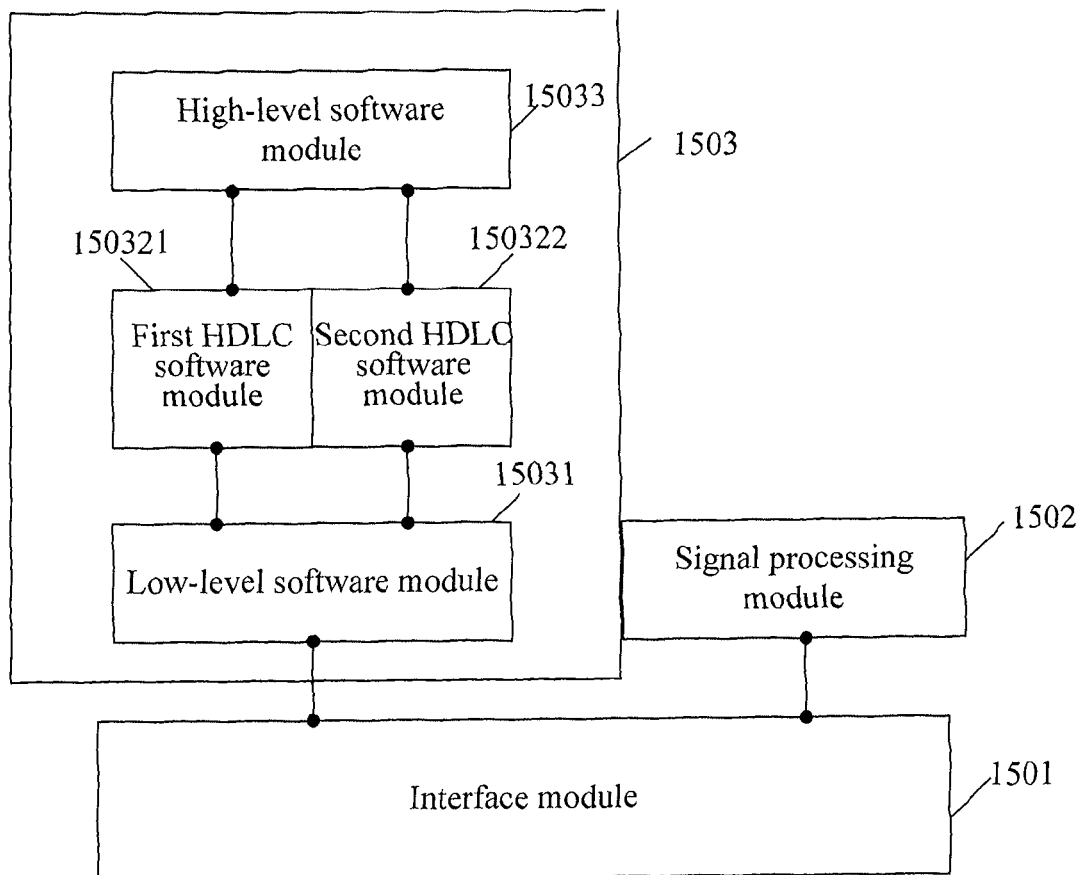 High-level software
module
15033
1503
150321
150322
First HDLC
software
module
Second HDLC
software
module
15031
Low-level software module
1502
Signal processing
module
Interface module
1501